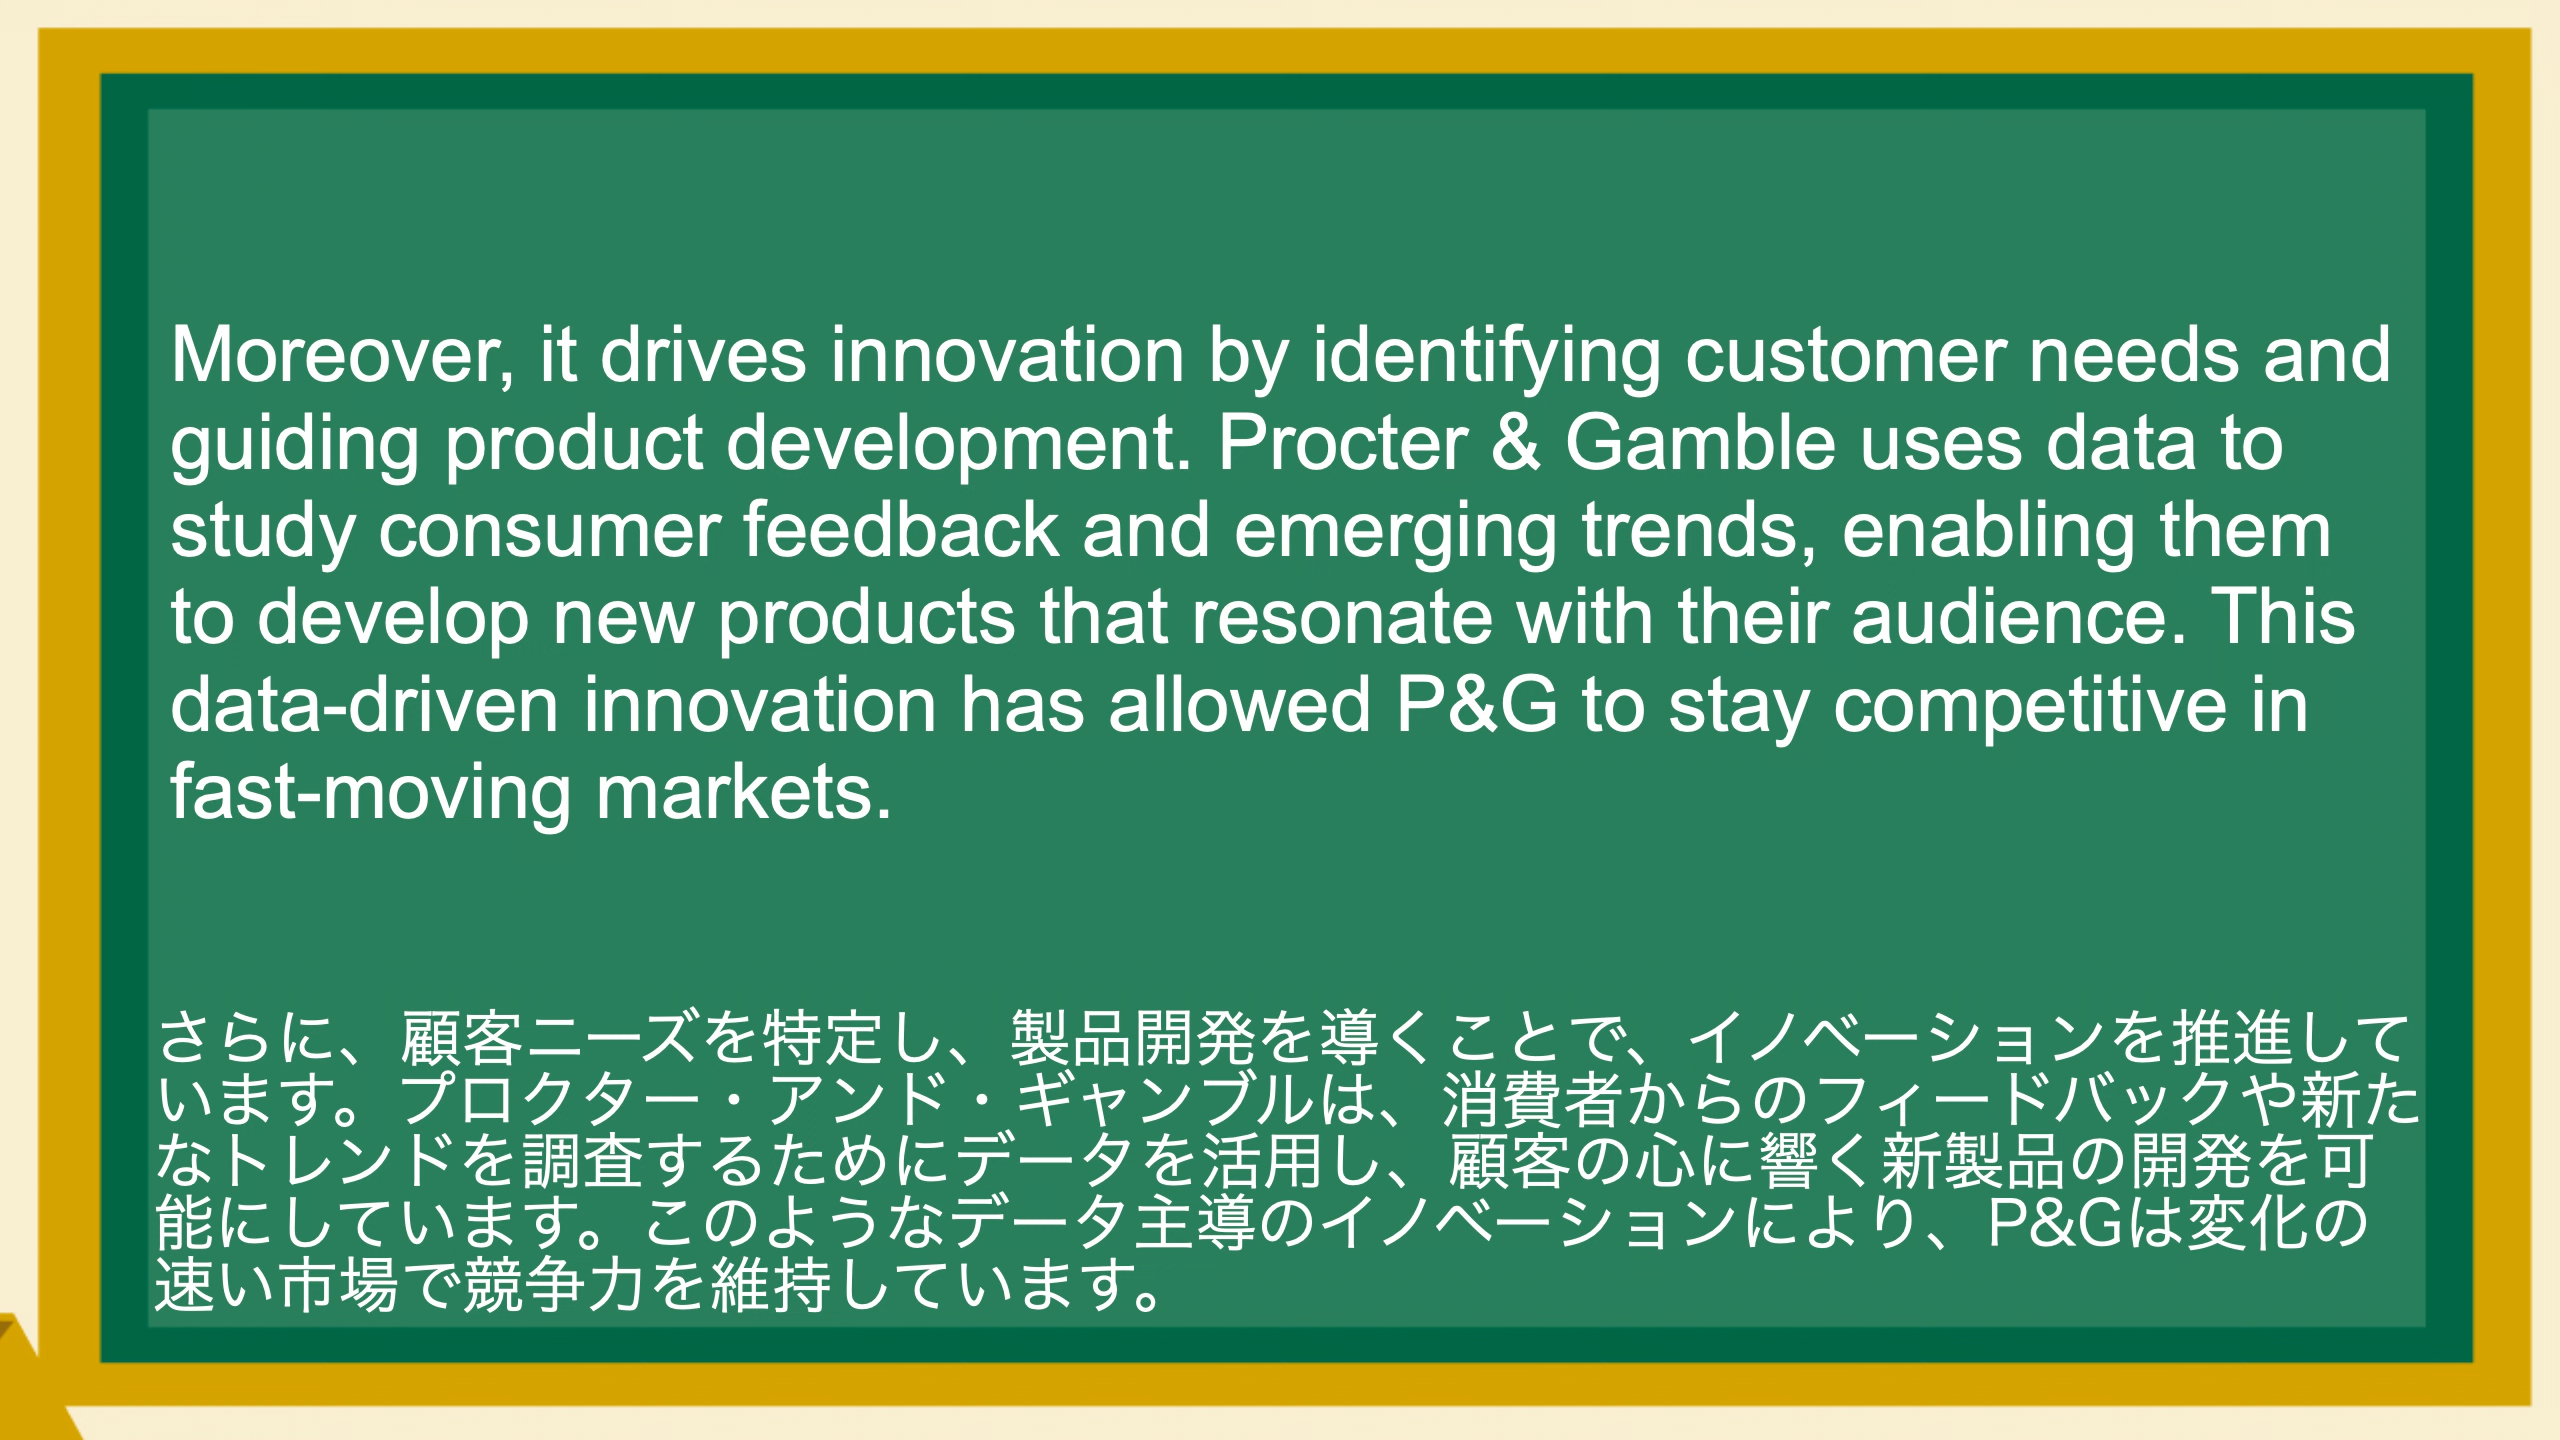 Moreover, it drives innovation by identifying customer needs and
guiding product development. Procter & Gamble uses data to
study consumer feedback and emerging trends, enabling them
to develop new products that resonate with their audience. This
data-driven innovation has allowed P&G to stay competitive in
fast-moving markets.
さらに、顧客ニーズを特定し、製品開発を導くことで、イノベーションを推進して
います。プロクター・アンド・ギャンブルは、消費者からのフィードバックや新た
なトレンドを調査するためにデータを活用し、顧客の心に響く新製品の開発を可
能にしています。このようなデータ主導のイノベーションにより、P&Gは変化の
速い市場で競争力を維持しています。